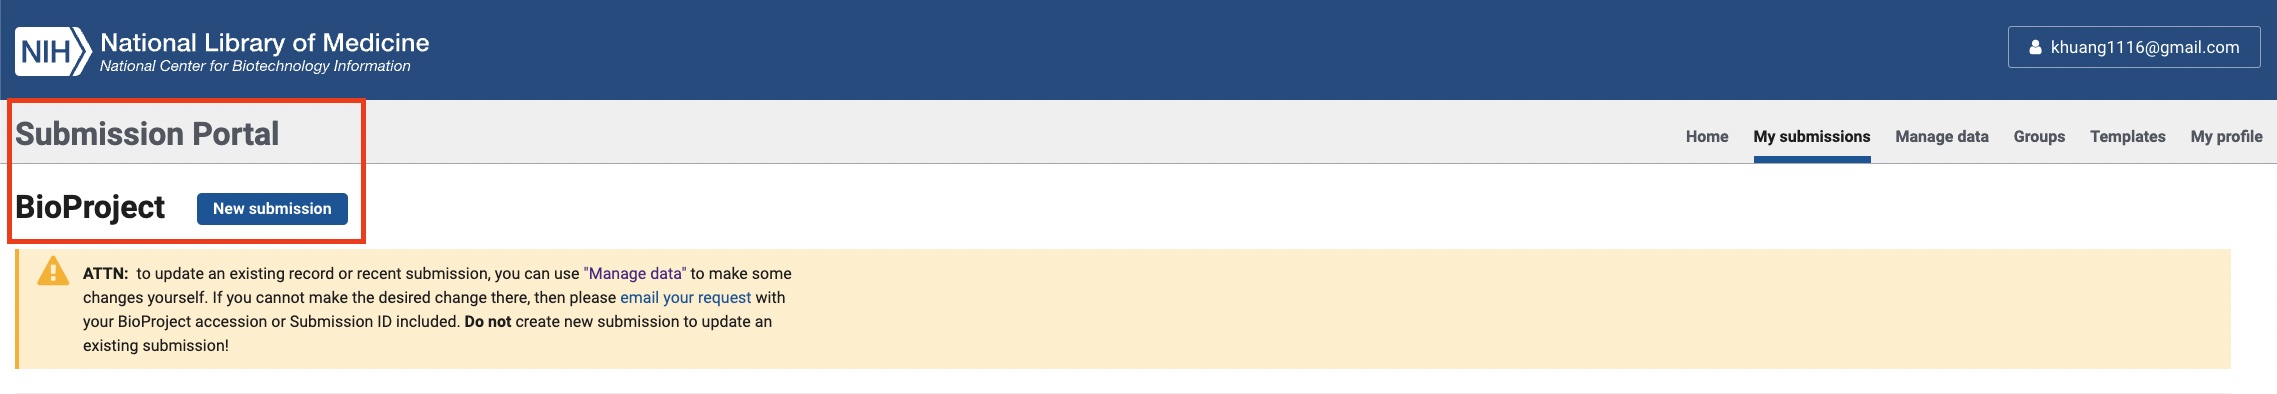 NIH National Library of Medicine
National Center for Biotechnology Information
khuang1116@gmail.com
Submission Portal
Home My submissions Manage data Groups Templates My profile
BioProject New submission
ATTN: to update an existing record or recent submission, you can use "Manage data" to make some
changes yourself. If you cannot make the desired change there, then please email your request with
your BioProject accession or Submission ID included. Do not create new submission to update an
existing submission!